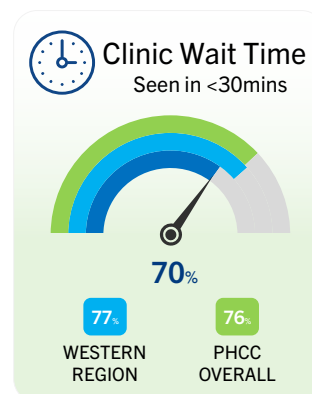 Clinic Wait Time
Seen in <30mins
70%
77%
76%
WESTERN
REGION
PHCC
OVERALL